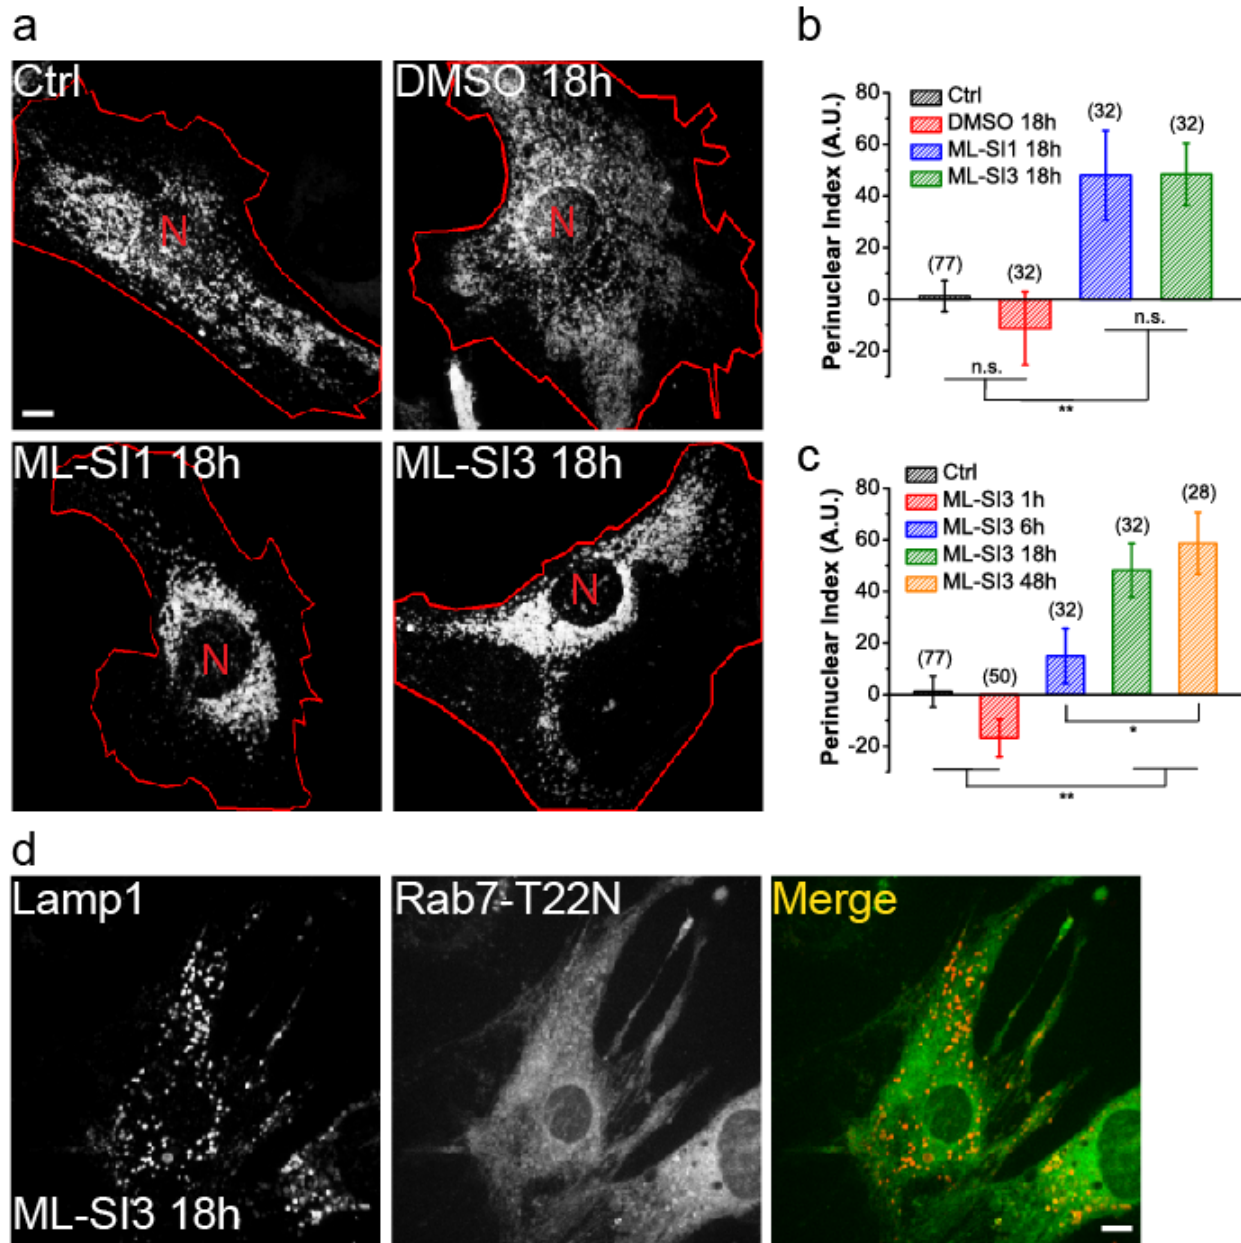 a
Ctrl
N
DMSO 18h
N
ML-SI1 18h
N
ML-SI3 18h
N
b
Perinuclear Index (A.U.)
80
60
40
20
0
-20
Ctrl
DMSO 18h
ML-SI1 18h
ML-SI3 18h
(77)
(32)
(32)
(32)
n.s.
n.s.
**
c
Perinuclear Index (A.U.)
80
60
40
20
0
-20
Ctrl
ML-SI3 1h
ML-SI3 6h
ML-SI3 18h
ML-SI3 48h
(77)
(50)
(32)
(32)
(28)
*
**
d
Lamp1
ML-SI3 18h
Rab7-T22N
Merge